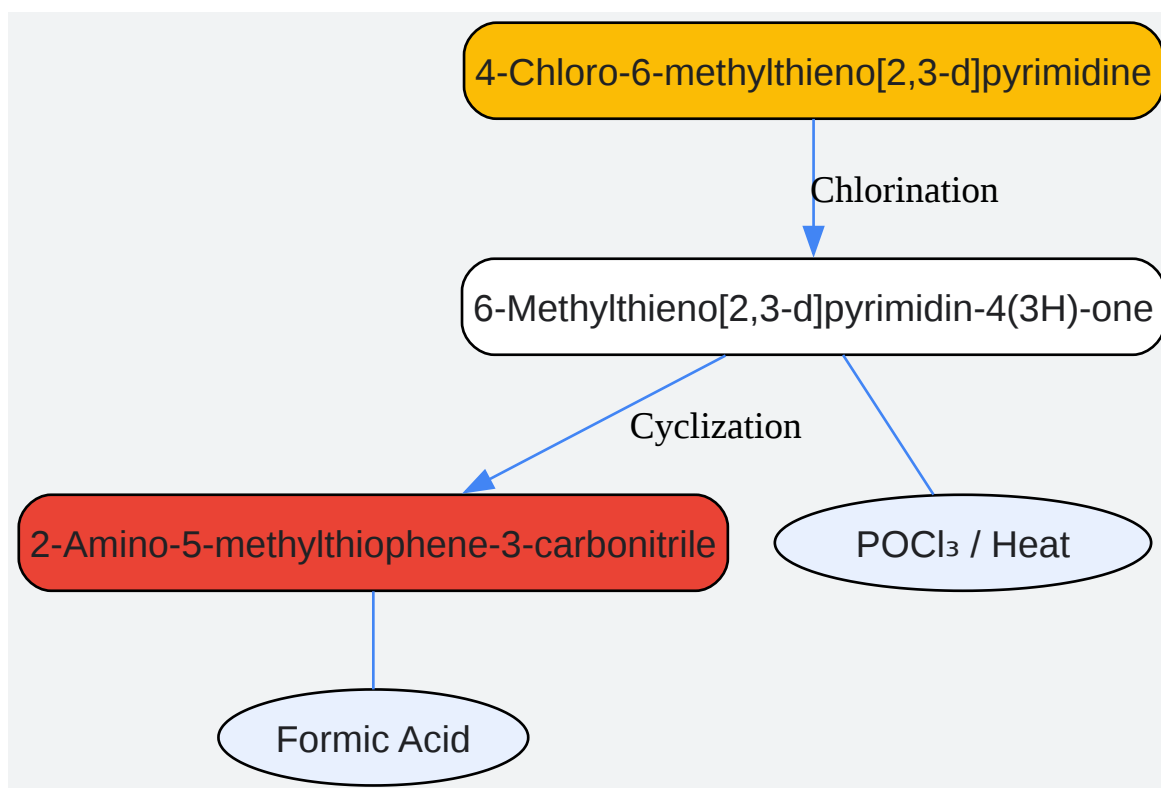 4-Chloro-6-methylthieno[2,3-d]pyrimidine
Chlorination
6-Methylthieno[2,3-d]pyrimidin-4(3H)-one
Cyclization
2-Amino-5-methylthiophene-3-carbonitrile
POCl₃ / Heat
Formic Acid